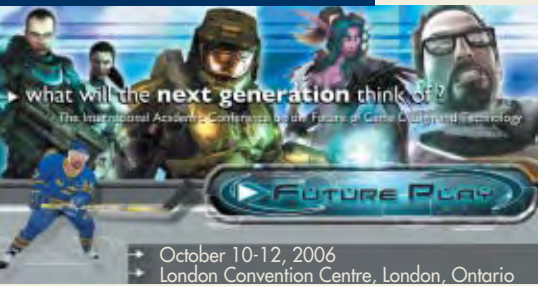 what will the next generation think of?
The International Academic Conference on the Future of Game Design and Technology
FUTURE PLAY
October 10-12, 2006
London Convention Centre, London, Ontario